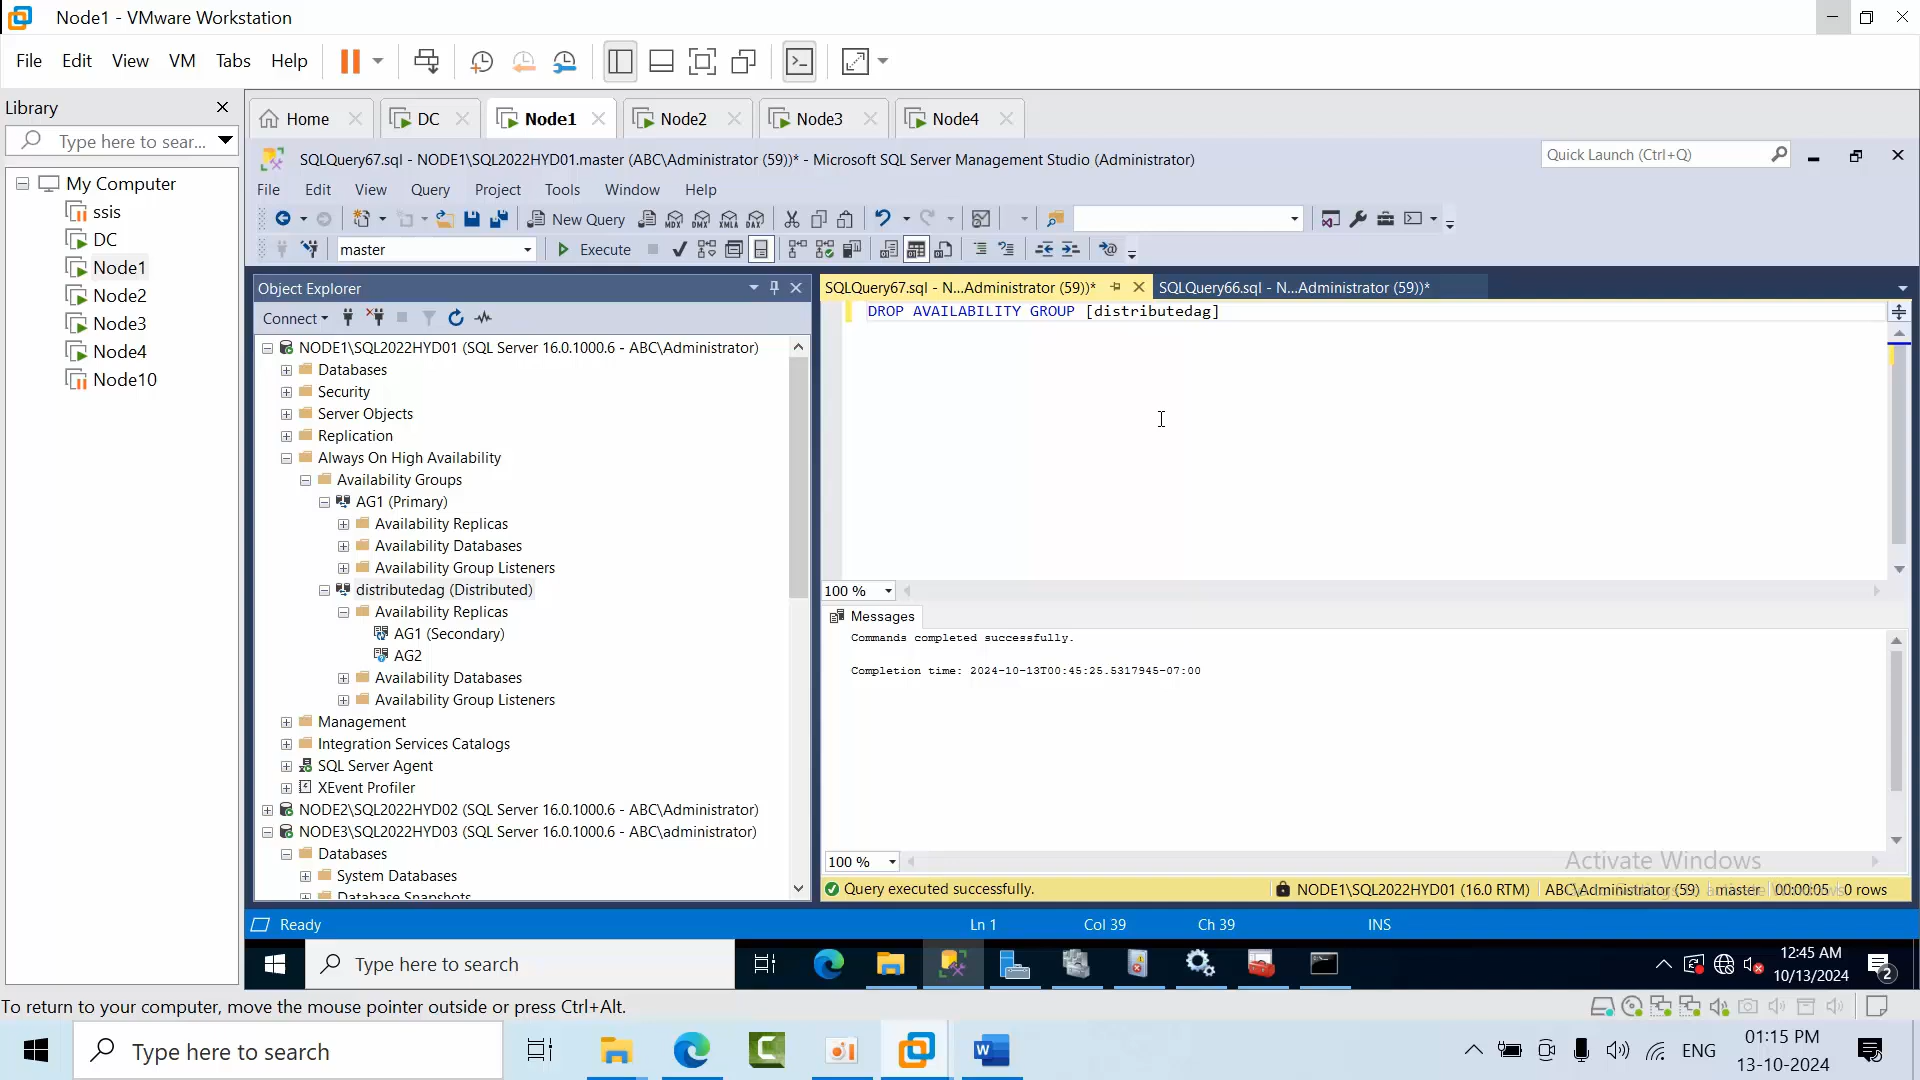 Node1 - VMware Workstation
File Edit View VM Tabs Help
Library
Type here to sear...
My Computer
ssis
DC
Node1
Node2
Node3
Node4
Node10
Home
DC
Node1
Node2
Node3
Node4
SQLQuery67.sql - NODE1\SQL2022HYD01.master (ABC\Administrator (59))* - Microsoft SQL Server Management Studio (Administrator)
Quick Launch (Ctrl+Q)
File Edit View Query Project Tools Window Help
New Query
MDX DMX XMLA DAX
master
Execute
Object Explorer
Connect
NODE1\SQL2022HYD01 (SQL Server 16.0.1000.6 - ABC\Administrator)
Databases
Security
Server Objects
Replication
Always On High Availability
Availability Groups
AG1 (Primary)
Availability Replicas
Availability Databases
Availability Group Listeners
distributedag (Distributed)
Availability Replicas
AG1 (Secondary)
AG2
Availability Databases
Availability Group Listeners
Management
Integration Services Catalogs
SQL Server Agent
XEvent Profiler
NODE2\SQL2022HYD02 (SQL Server 16.0.1000.6 - ABC\Administrator)
NODE3\SQL2022HYD03 (SQL Server 16.0.1000.6 - ABC\administrator)
Databases
System Databases
Database Snapshots
SQLQuery67.sql - N...Administrator (59))*
SQLQuery66.sql - N...Administrator (59))*
DROP AVAILABILITY GROUP [distributedag]
100 %
Messages
Commands completed successfully.
Completion time: 2024-10-13T00:45:25.5317945-07:00
100 %
Activate Windows
Query executed successfully.
NODE1\SQL2022HYD01 (16.0 RTM) ABC\Administrator (59) master 00:00:05 0 rows
Ready
Ln 1
Col 39
Ch 39
INS
Type here to search
12:45 AM
10/13/2024
2
To return to your computer, move the mouse pointer outside or press Ctrl+Alt.
Type here to search
ENG
01:15 PM
13-10-2024